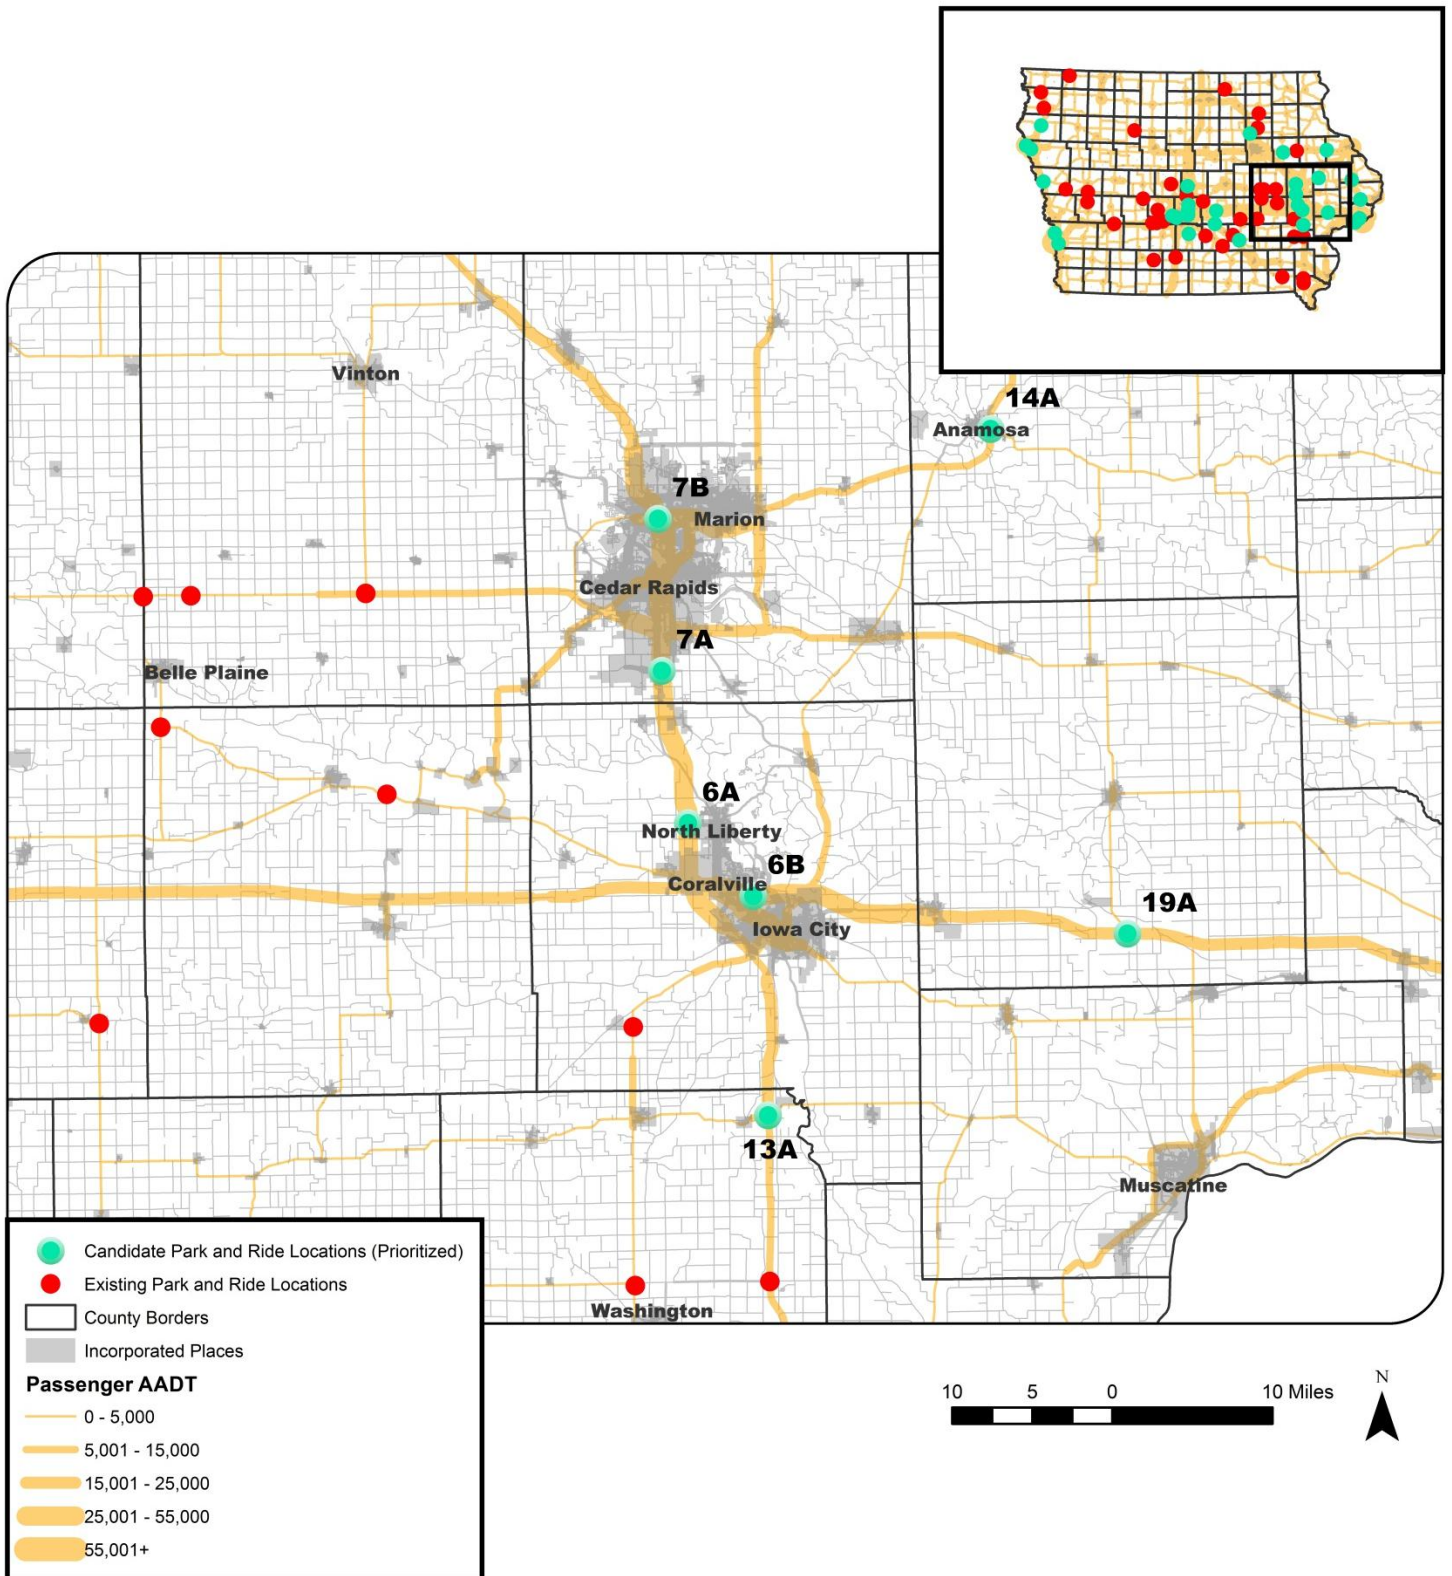 Vinton
14A
Anamosa
7B
Marion
Cedar Rapids
7A
Belle Plaine
6A
North Liberty
6B
Coralville
19A
Iowa City
13A
Muscatine
Washington
Candidate Park and Ride Locations (Prioritized)
Existing Park and Ride Locations
County Borders
Incorporated Places
Passenger AADT
0 - 5,000
5,001 - 15,000
15,001 - 25,000
25,001 - 55,000
55,001+
10 5 0 10 Miles
N